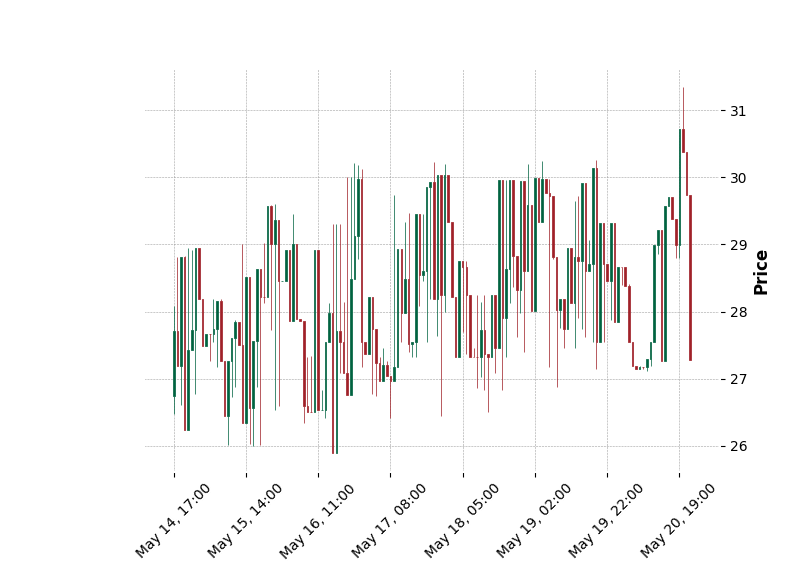 31
30
29
28
27
26
Price
May 14, 17:00
May 15, 14:00
May 16, 11:00
May 17, 08:00
May 18, 05:00
May 19, 02:00
May 19, 22:00
May 20, 19:00